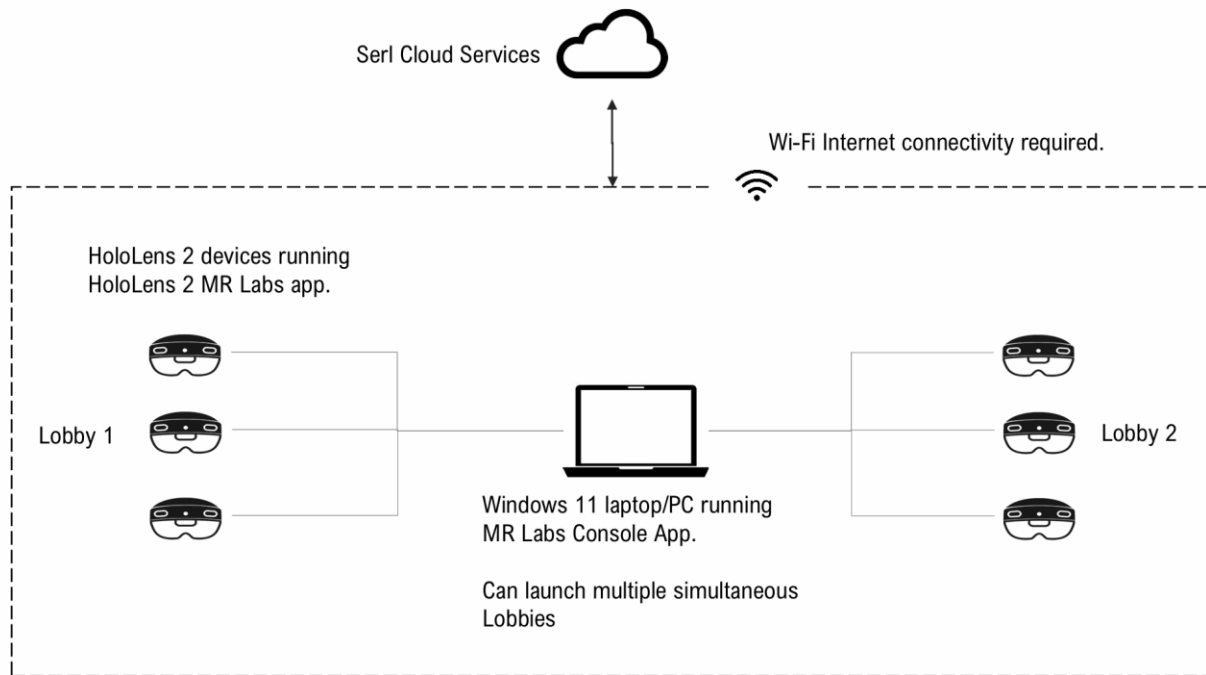 Serl Cloud Services
Wi-Fi Internet connectivity required.
HoloLens 2 devices running
HoloLens 2 MR Labs app.
Lobby 1
Lobby 2
Windows 11 laptop/PC running
MR Labs Console App.
Can launch multiple simultaneous
Lobbies